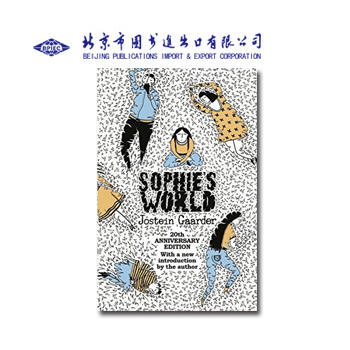 BPIEC
北京市图书进出口有限公司
BEIJING PUBLICATIONS IMPORT & EXPORT CORPORATION
SOPHIE'S
WORLD
Jostein Gaarder
20th
ANNIVERSARY
EDITION
With a new
introduction
by the author